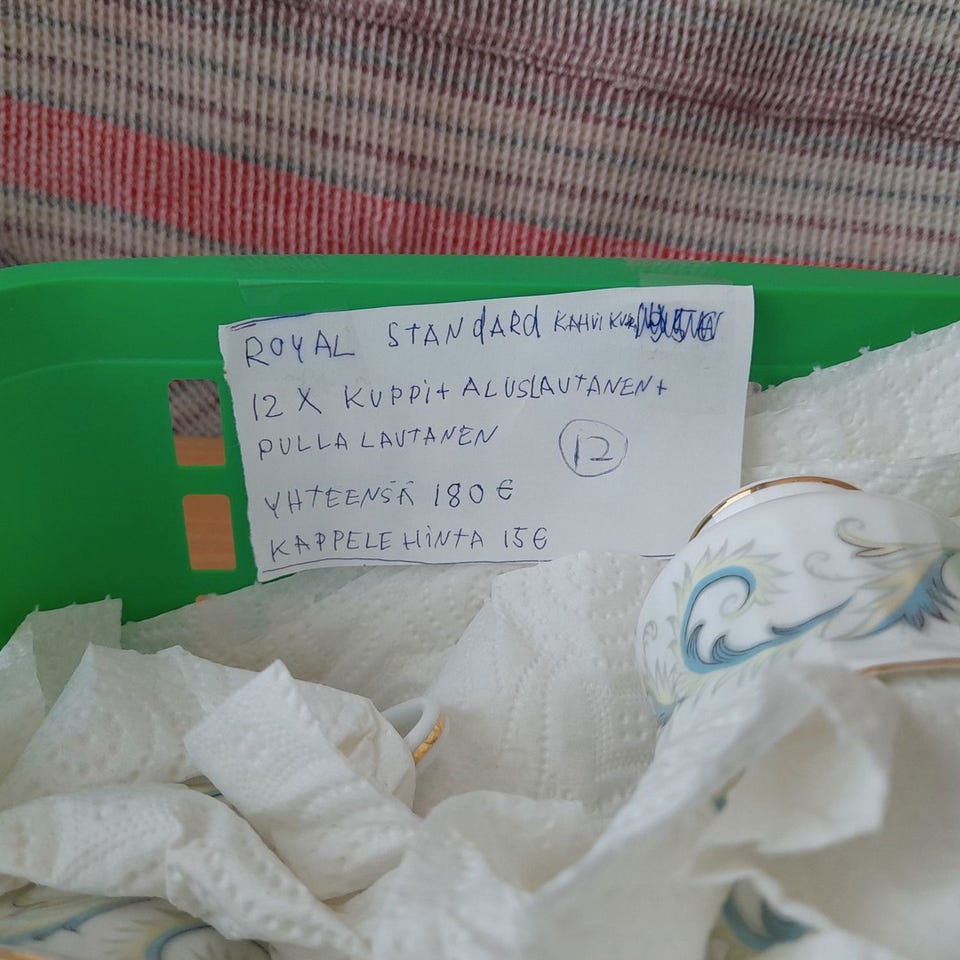 ROYAL STANdARd KAHVI
12 X KUPPI+ ALUSLAUTANEN+
PULLA LAUTANEN
12
YHTEENSÄ 180 €
KAPPELE HINTA 15€